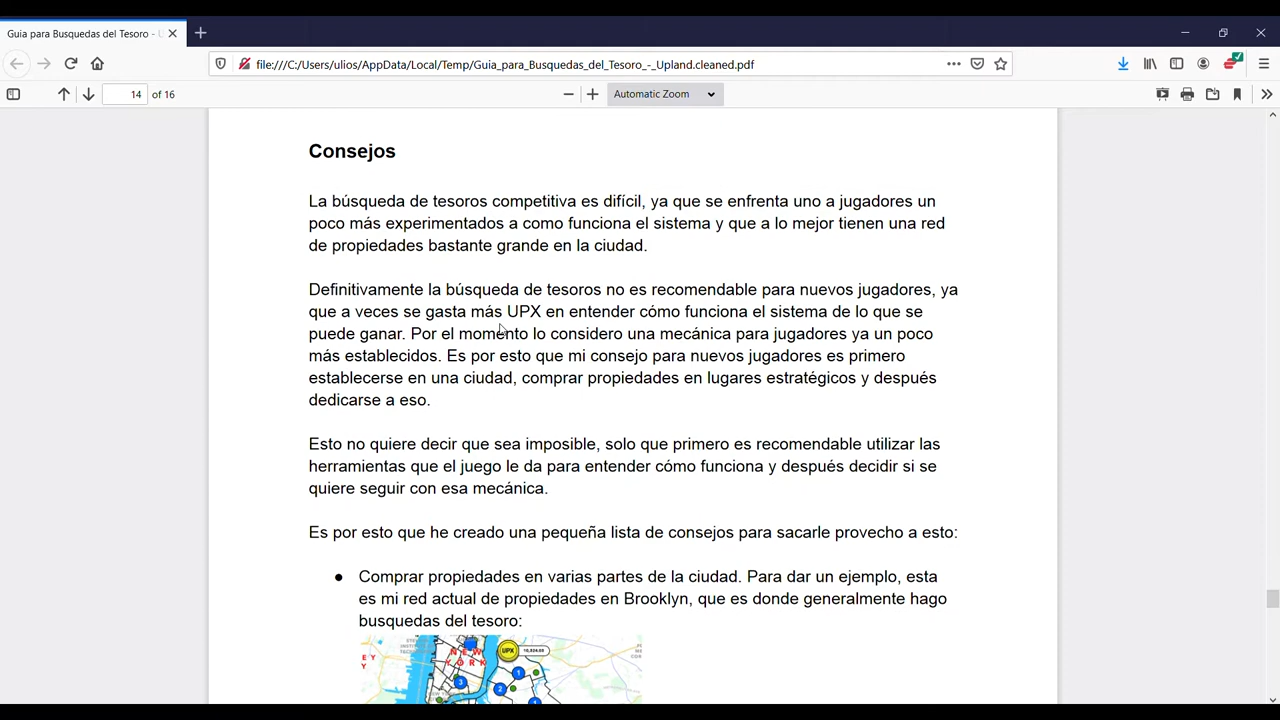 Guia para Busquedas del Tesoro -
file:///C:/Users/ulios/AppData/Local/Temp/Guia_para_Busquedas_del_Tesoro_-_Upland.cleaned.pdf
14 of 16
Automatic Zoom
Consejos
La búsqueda de tesoros competitiva es difícil, ya que se enfrenta uno a jugadores un
poco más experimentados a como funciona el sistema y que a lo mejor tienen una red
de propiedades bastante grande en la ciudad.
Definitivamente la búsqueda de tesoros no es recomendable para nuevos jugadores, ya
que a veces se gasta más UPX en entender cómo funciona el sistema de lo que se
puede ganar. Por el momento lo considero una mecánica para jugadores ya un poco
más establecidos. Es por esto que mi consejo para nuevos jugadores es primero
establecerse en una ciudad, comprar propiedades en lugares estratégicos y después
dedicarse a eso.
Esto no quiere decir que sea imposible, solo que primero es recomendable utilizar las
herramientas que el juego le da para entender cómo funciona y después decidir si se
quiere seguir con esa mecánica.
Es por esto que he creado una pequeña lista de consejos para sacarle provecho a esto:
● Comprar propiedades en varias partes de la ciudad. Para dar un ejemplo, esta
es mi red actual de propiedades en Brooklyn, que es donde generalmente hago
busquedas del tesoro:
NEW
YORK
UPX
EY
Y
1
3
2
1